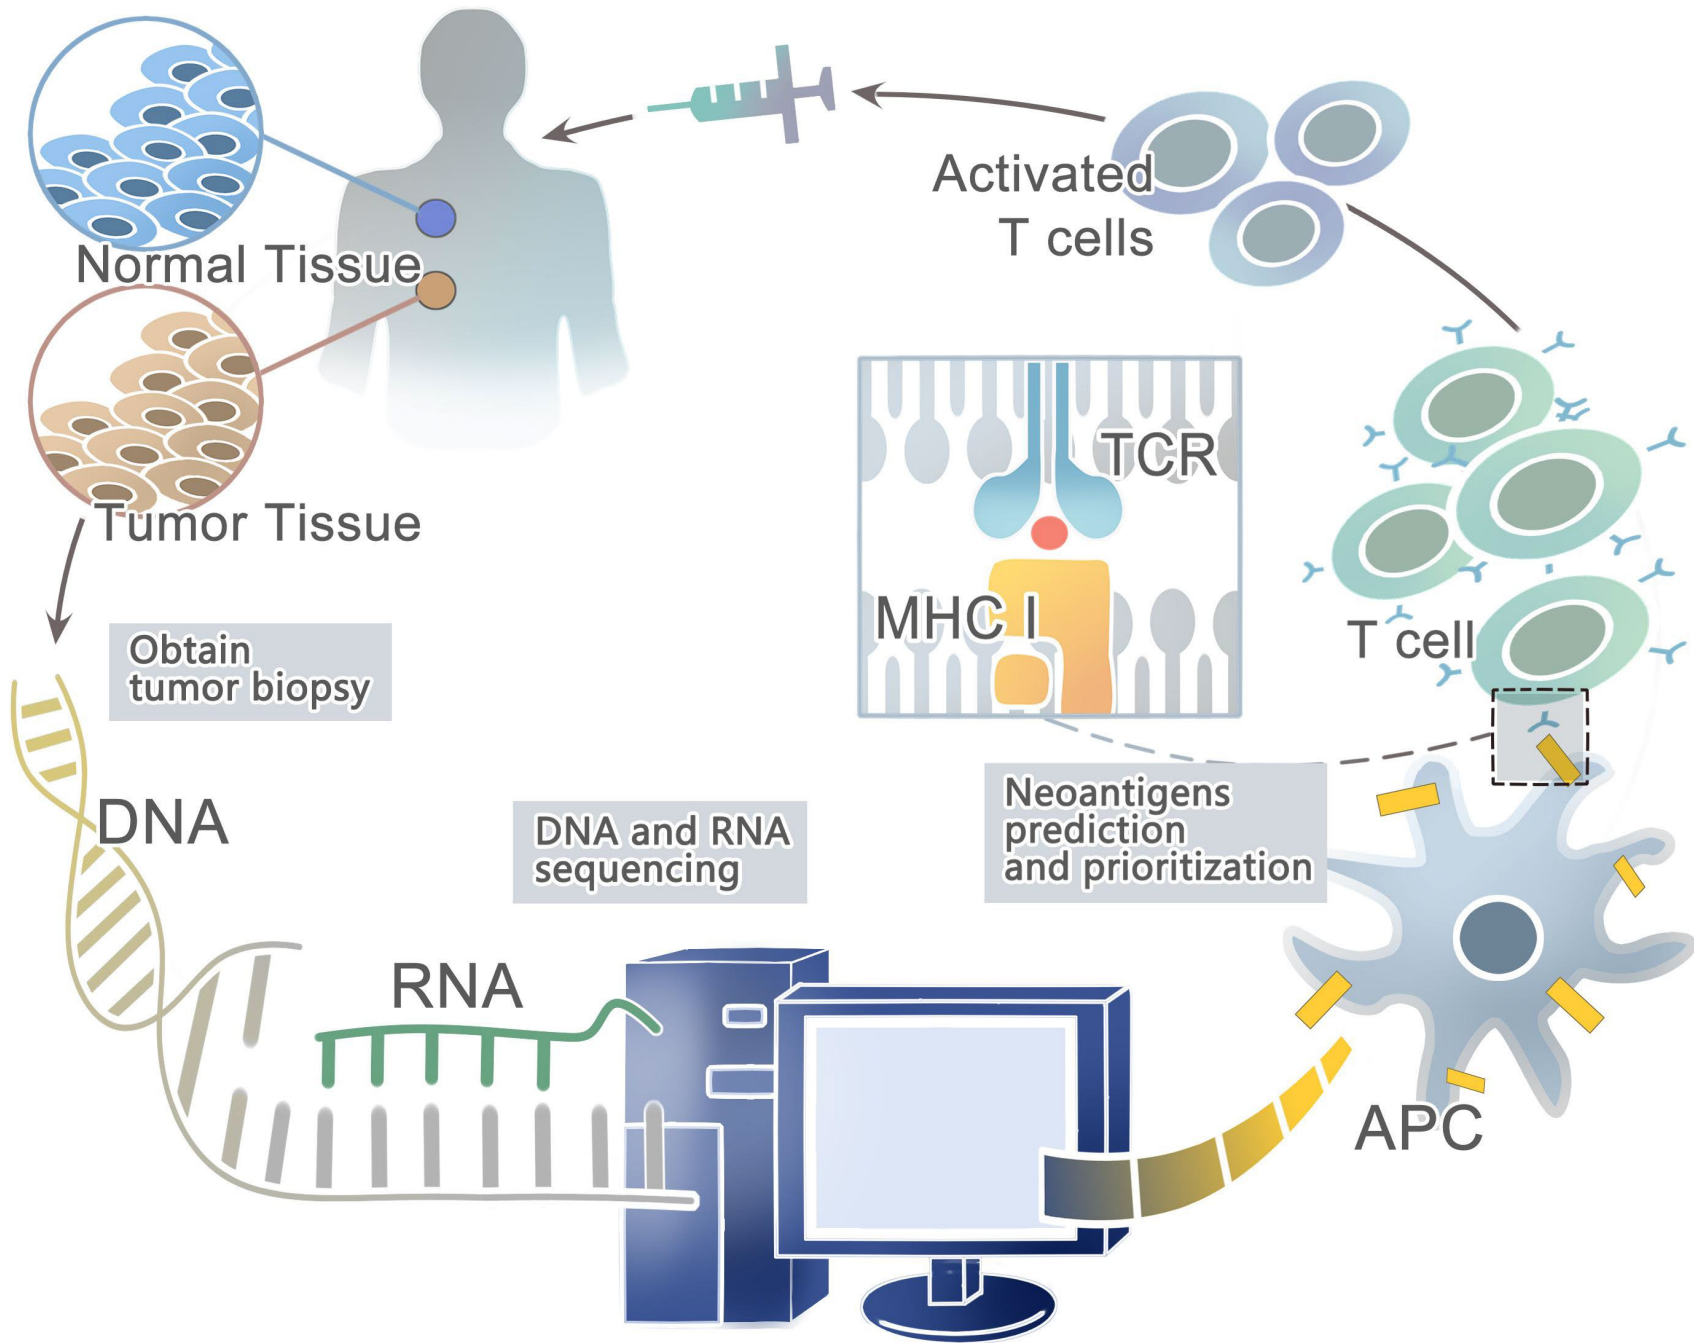 Normal Tissue
Tumor Tissue
Activated
T cells
TCR
MHC I
T cell
Obtain
tumor biopsy
DNA
DNA and RNA
sequencing
Neoantigens
prediction
and prioritization
RNA
APC